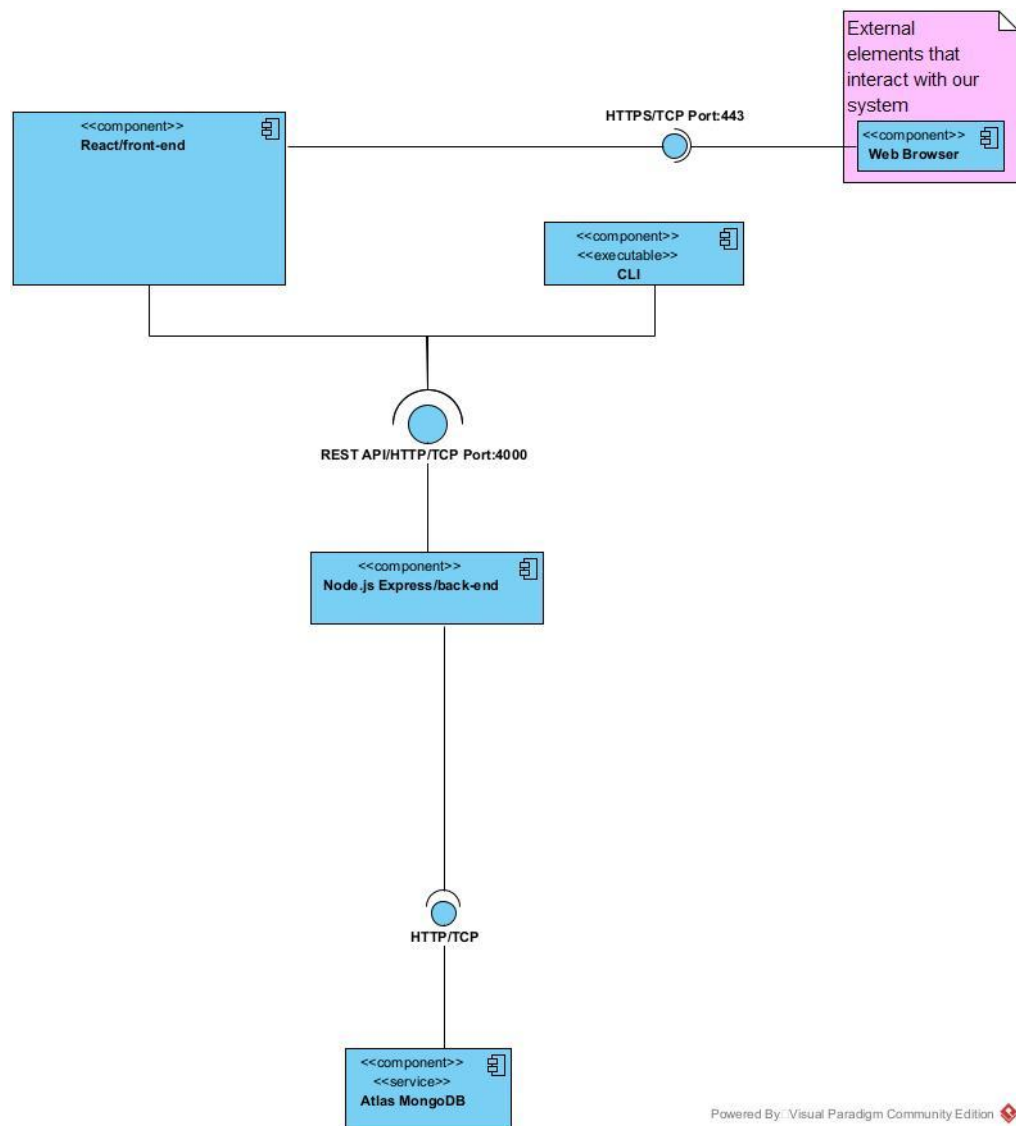 External
elements that
interact with our
system
HTTPS/TCP Port:443
<<component>>
React/front-end
<<component>>
Web Browser
<<component>>
<<executable>>
CLI
REST API/HTTP/TCP Port:4000
<<component>>
Node.js Express/back-end
HTTP/TCP
<<component>>
<<service>>
Atlas MongoDB
Powered By: Visual Paradigm Community Edition